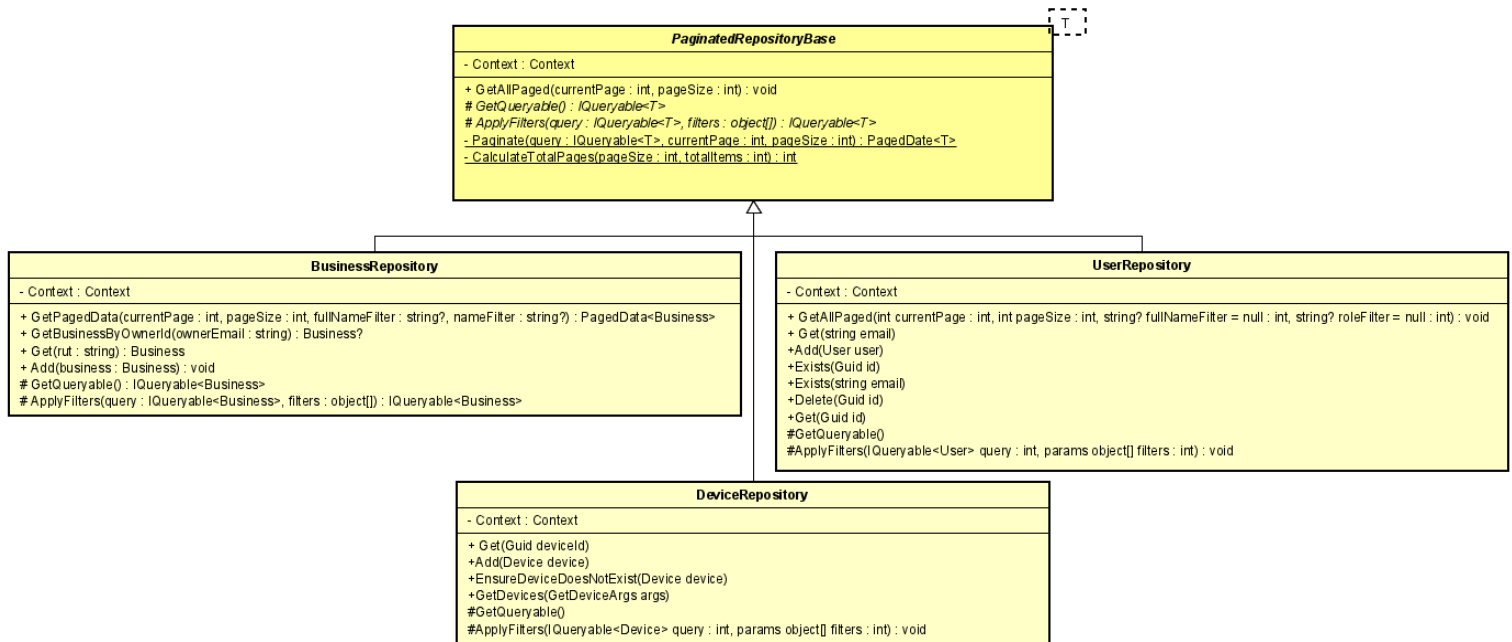 T
PaginatedRepositoryBase
- Context : Context
+ GetAllPaged(currentPage : int, pageSize : int) : void
# GetQueryable() : IQueryable<T>
# ApplyFilters(query : IQueryable<T>, filters : object[]) : IQueryable<T>
- Paginate(query : IQueryable<T>, currentPage : int, pageSize : int) : PagedDate<T>
- CalculateTotalPages(pageSize : int, totalItems : int) : int
BusinessRepository
- Context : Context
+ GetPagedData(currentPage : int, pageSize : int, fullNameFilter : string?, nameFilter : string?) : PagedData<Business>
+ GetBusinessByOwnerId(ownerEmail : string) : Business?
+ Get(rut : string) : Business
+ Add(business : Business) : void
# GetQueryable() : IQueryable<Business>
# ApplyFilters(query : IQueryable<Business>, filters : object[]) : IQueryable<Business>
UserRepository
- Context : Context
+ GetAllPaged(int currentPage : int, int pageSize : int, string? fullNameFilter = null : int, string? roleFilter = null : int) : void
+ Get(string email)
+Add(User user)
+Exists(Guid id)
+Exists(string email)
+Delete(Guid id)
+Get(Guid id)
#GetQueryable()
#ApplyFilters(IQueryable<User> query : int, params object[] filters : int) : void
DeviceRepository
- Context : Context
+ Get(Guid deviceId)
+Add(Device device)
+EnsureDeviceDoesNotExist(Device device)
+GetDevices(GetDeviceArgs args)
#GetQueryable()
#ApplyFilters(IQueryable<Device> query : int, params object[] filters : int) : void